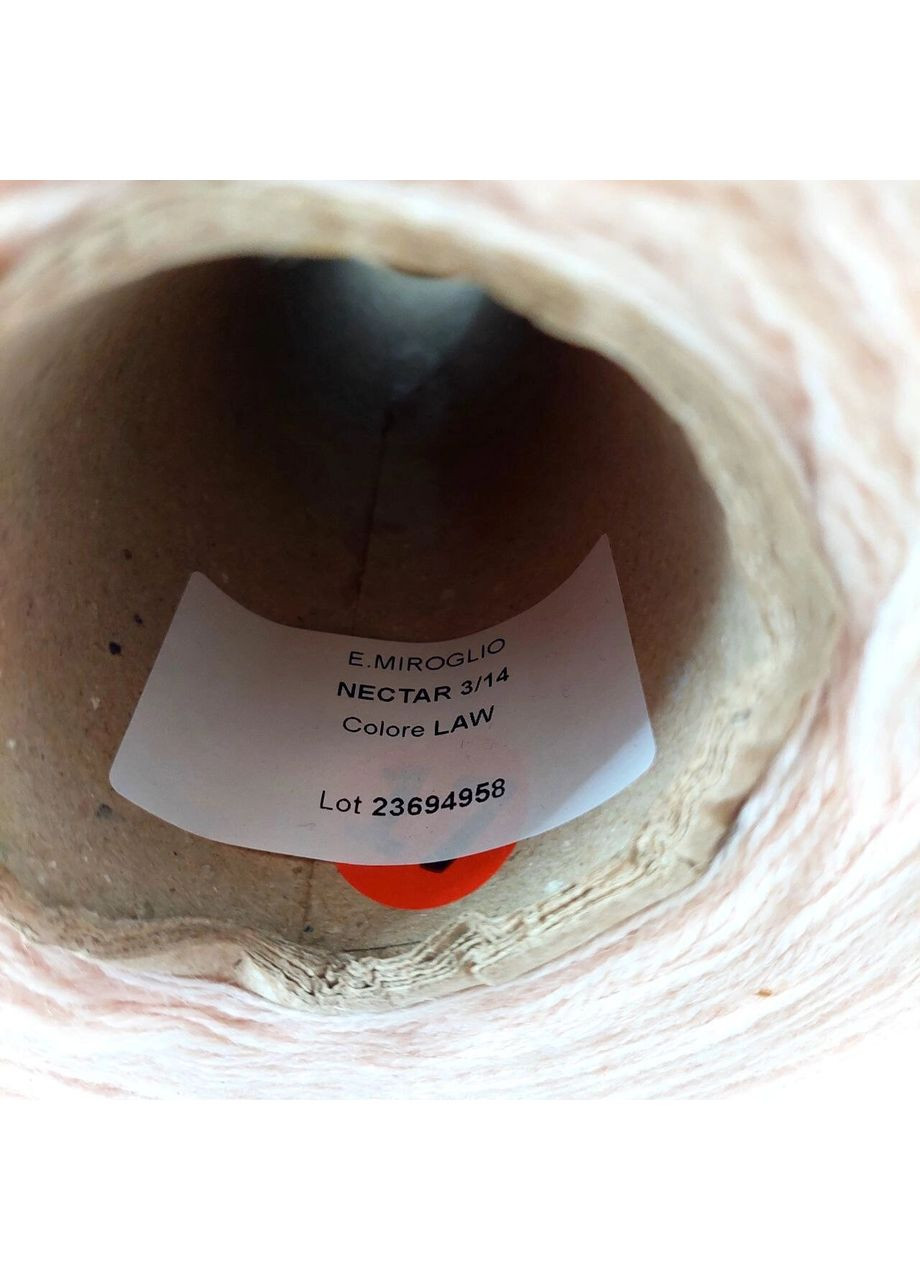 E.MIROGLIO
NECTAR 3/14
Colore LAW
Lot 23694958